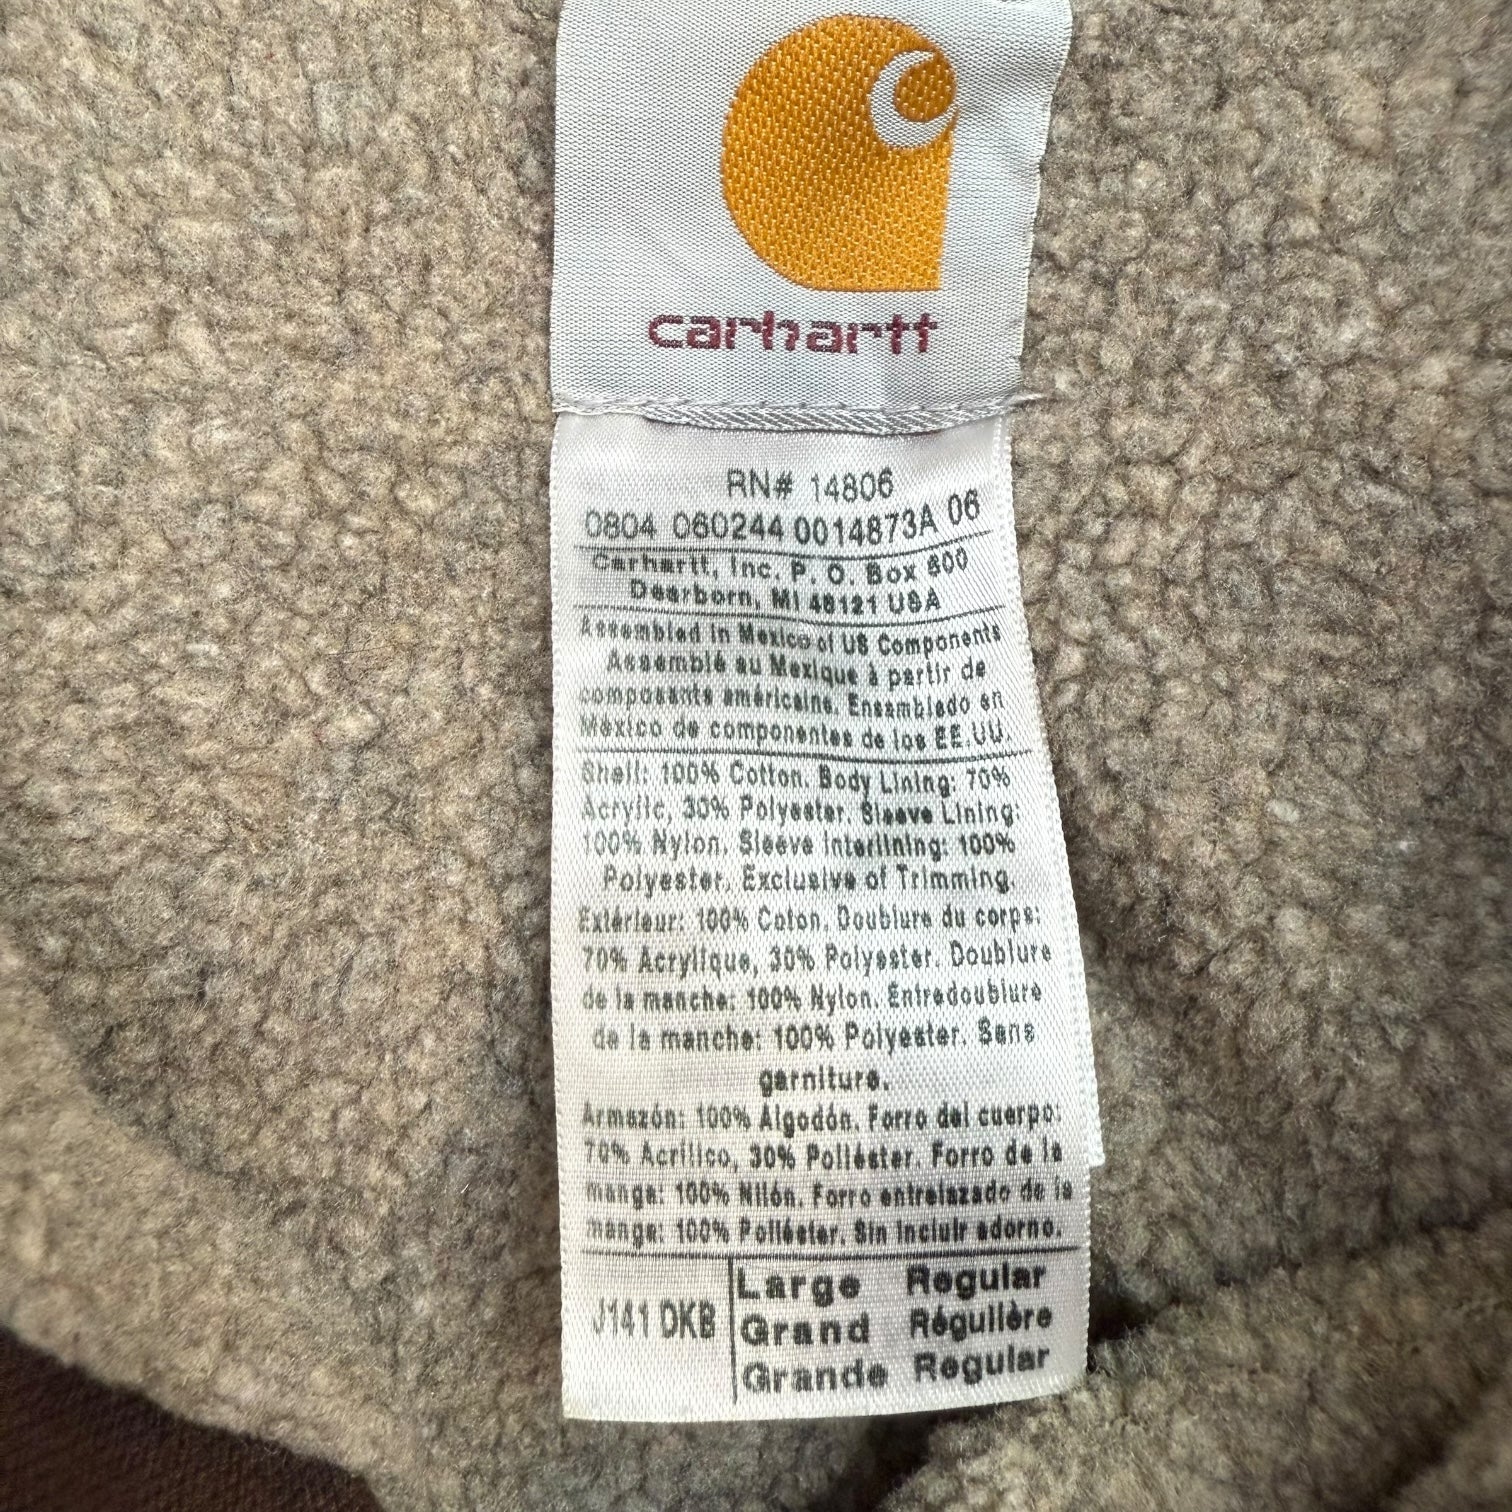 carhartt
RN# 14806
0804 060244 0014873A 06
Carhartt, Inc. P. O. Box 600
Dearborn, MI 48121 USA
Assembled in Mexico of US Components
Assemblé au Mexique à partir de
composants américains. Ensamblado en
México de componentes de los EE.UU.
Shell: 100% Cotton. Body Lining: 70%
Acrylic, 30% Polyester. Sleeve Lining:
100% Nylon. Sleeve Interlining: 100%
Polyester. Exclusive of Trimming.
Extérieur: 100% Coton. Doublure du corps:
70% Acrylique, 30% Polyester. Doublure
de la manche: 100% Nylon. Entredoublure
de la manche: 100% Polyester. Sans
garniture.
Armazón: 100% Algodón. Forro del cuerpo:
70% Acrílico, 30% Poliéster. Forro de la
manga: 100% Nilón. Forro entrelazado de la
manga: 100% Poliéster. Sin incluir adorno.
J141 DKB
Large Regular
Grand Régulière
Grande Regular